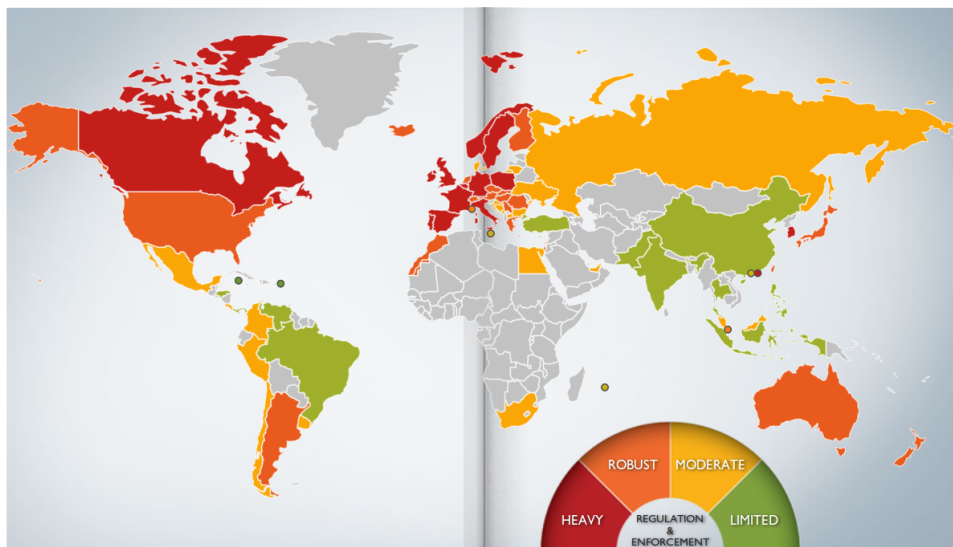 ROBUST
MODERATE
HEAVY
REGULATION
&
ENFORCEMENT
LIMITED